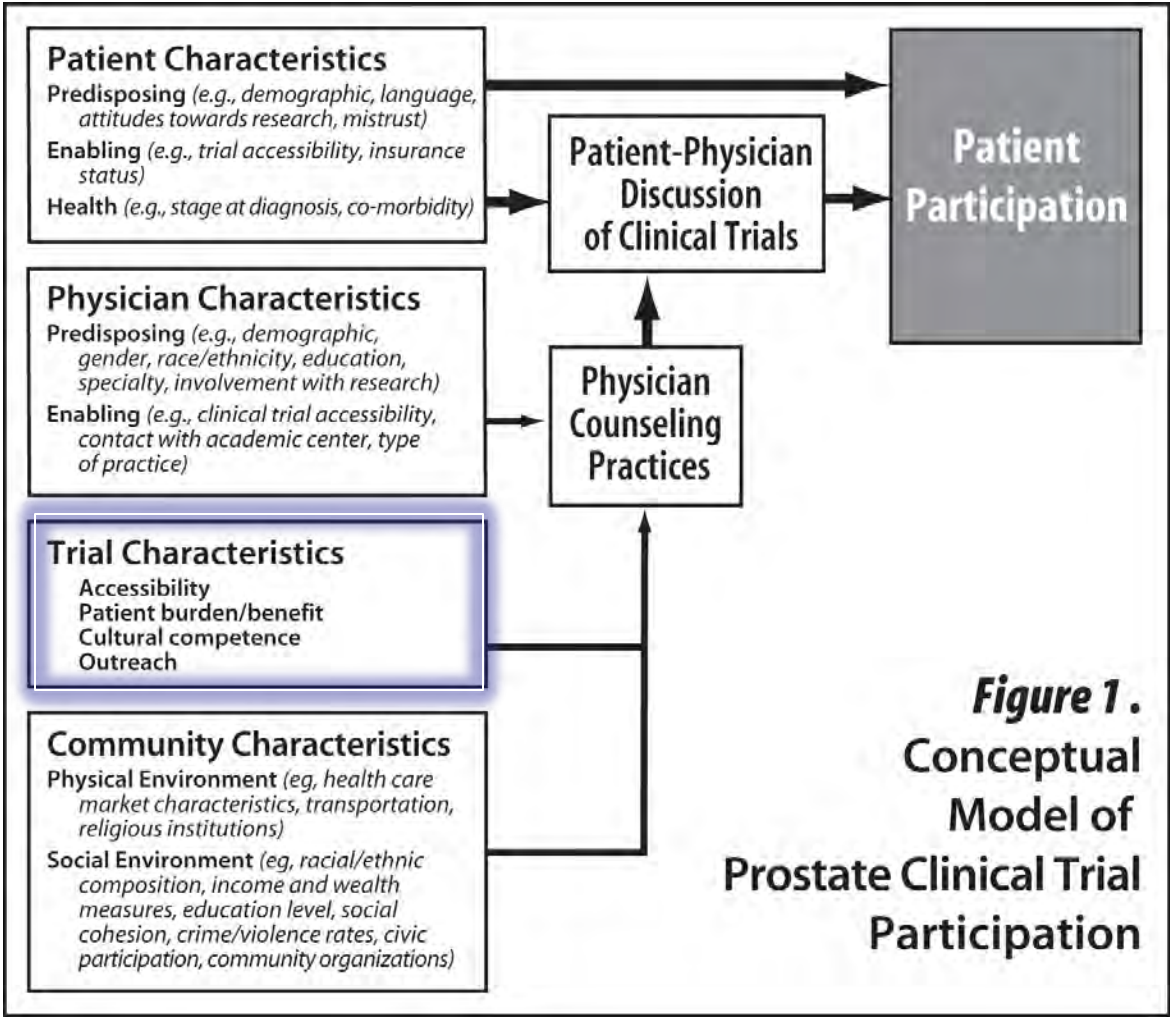 Patient Characteristics
Predisposing (e.g., demographic, language,
attitudes towards research, mistrust)
Enabling (e.g., trial accessibility, insurance
status)
Health (e.g., stage at diagnosis, co-morbidity)
Patient-Physician
Discussion
of Clinical Trials
Patient
Participation
Physician Characteristics
Predisposing (e.g., demographic,
gender, race/ethnicity, education,
specialty, involvement with research)
Enabling (e.g., clinical trial accessibility,
contact with academic center, type
of practice)
Physician
Counseling
Practices
Trial Characteristics
Accessibility
Patient burden/benefit
Cultural competence
Outreach
Community Characteristics
Physical Environment (eg, health care
market characteristics, transportation,
religious institutions)
Social Environment (eg, racial/ethnic
composition, income and wealth
measures, education level, social
cohesion, crime/violence rates, civic
participation, community organizations)
Figure 1 .
Conceptual
Model of
Prostate Clinical Trial
Participation